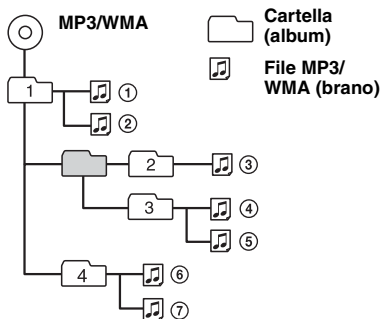 MP3/WMA
Cartella
(album)
File MP3/
WMA (brano)
1
①
②
2
③
3
④
⑤
4
⑥
⑦